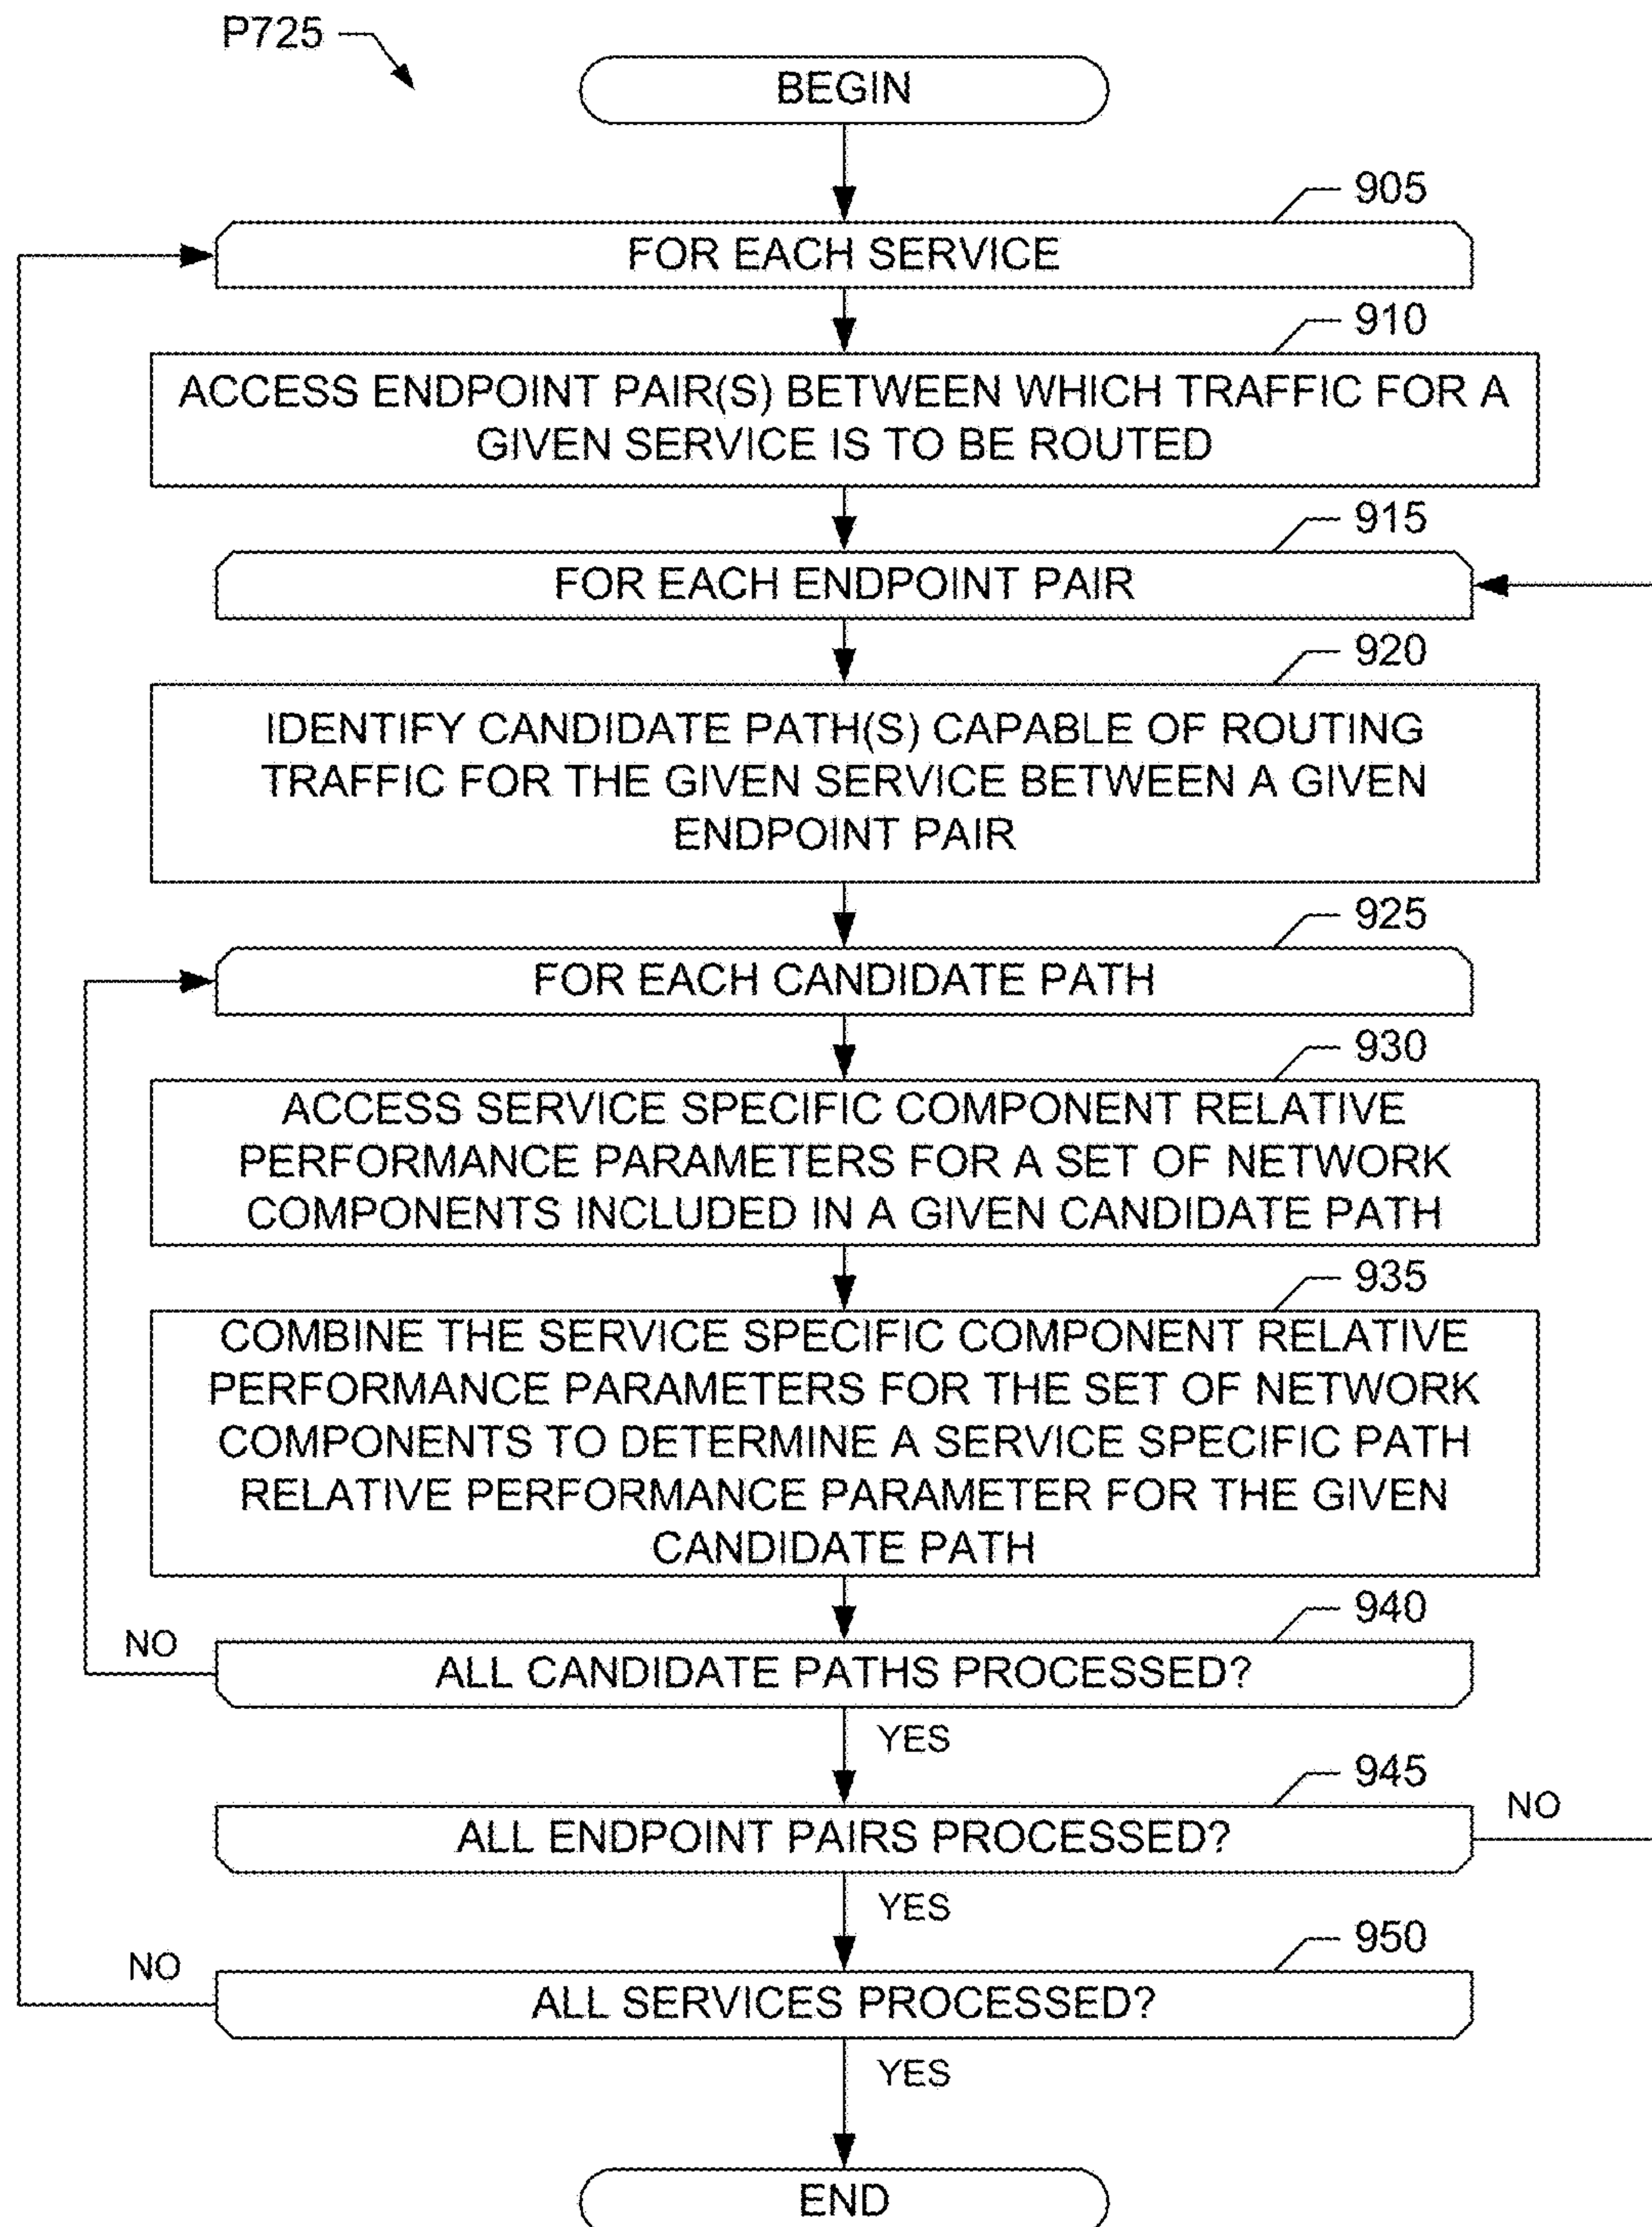 P725
BEGIN
905
FOR EACH SERVICE
910
ACCESS ENDPOINT PAIR(S) BETWEEN WHICH TRAFFIC FOR A
GIVEN SERVICE IS TO BE ROUTED
915
FOR EACH ENDPOINT PAIR
920
IDENTIFY CANDIDATE PATH(S) CAPABLE OF ROUTING
TRAFFIC FOR THE GIVEN SERVICE BETWEEN A GIVEN
ENDPOINT PAIR
925
FOR EACH CANDIDATE PATH
930
ACCESS SERVICE SPECIFIC COMPONENT RELATIVE
PERFORMANCE PARAMETERS FOR A SET OF NETWORK
COMPONENTS INCLUDED IN A GIVEN CANDIDATE PATH
935
COMBINE THE SERVICE SPECIFIC COMPONENT RELATIVE
PERFORMANCE PARAMETERS FOR THE SET OF NETWORK
COMPONENTS TO DETERMINE A SERVICE SPECIFIC PATH
RELATIVE PERFORMANCE PARAMETER FOR THE GIVEN
CANDIDATE PATH
940
NO
ALL CANDIDATE PATHS PROCESSED?
YES
945
ALL ENDPOINT PAIRS PROCESSED?
NO
YES
950
NO
ALL SERVICES PROCESSED?
YES
END